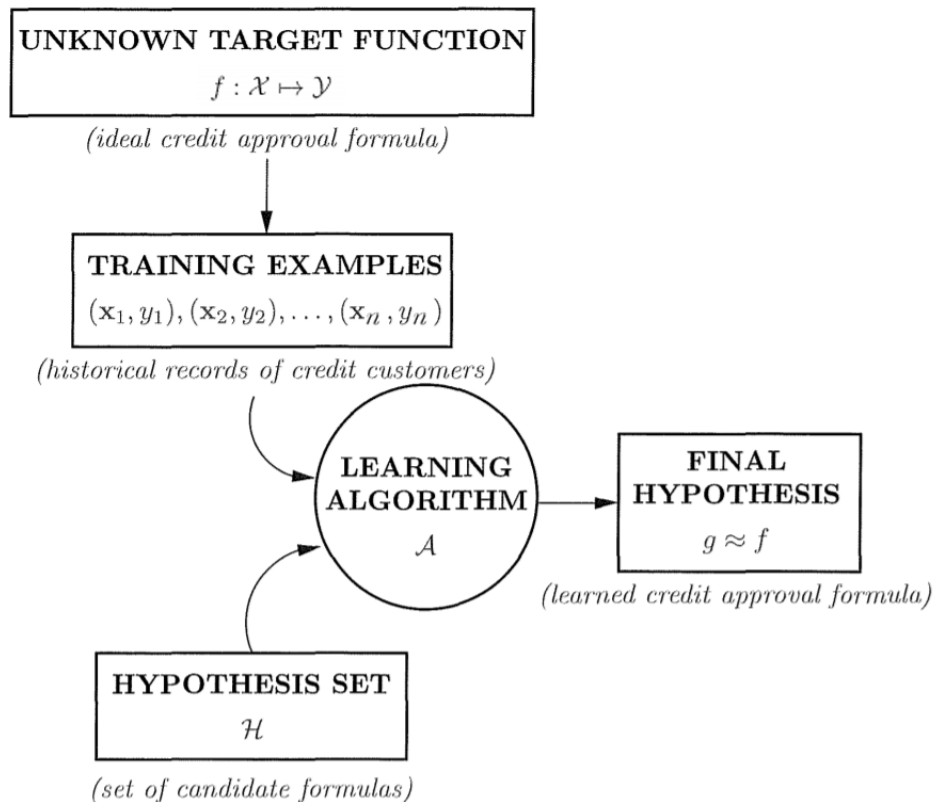 UNKNOWN TARGET FUNCTION
f : 𝒳 ↦ 𝒴
(ideal credit approval formula)
TRAINING EXAMPLES
(x₁, y₁), (x₂, y₂), . . . , (xₙ, yₙ)
(historical records of credit customers)
LEARNING
ALGORITHM
𝒜
FINAL
HYPOTHESIS
g ≈ f
(learned credit approval formula)
HYPOTHESIS SET
ℋ
(set of candidate formulas)